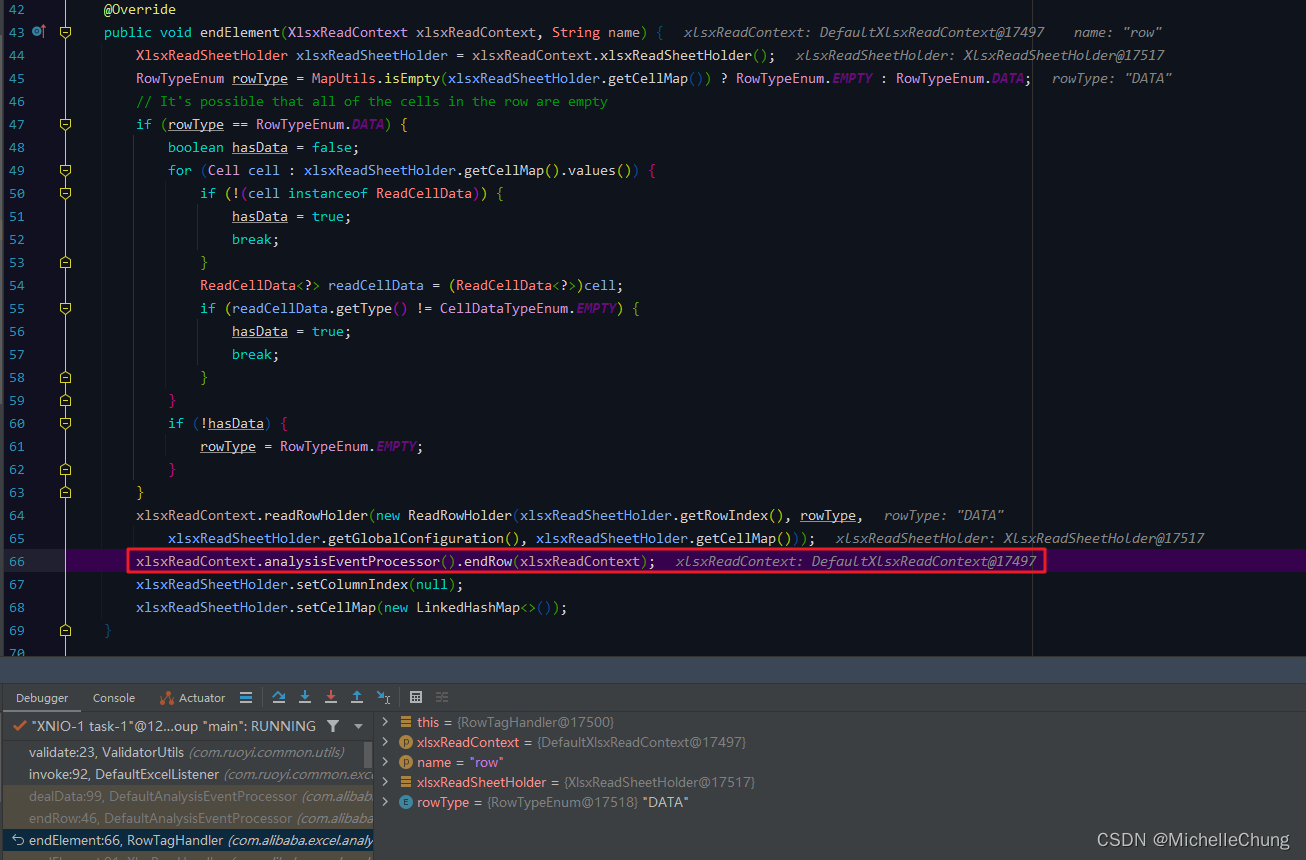 42 @Override
43 public void endElement(XlsxReadContext xlsxReadContext, String name) { xlsxReadContext: DefaultXlsxReadContext@17497 name: "row"
44 XlsxReadSheetHolder xlsxReadSheetHolder = xlsxReadContext.xlsxReadSheetHolder(); xlsxReadSheetHolder: XlsxReadSheetHolder@17517
45 RowTypeEnum rowType = MapUtils.isEmpty(xlsxReadSheetHolder.getCellMap()) ? RowTypeEnum.EMPTY : RowTypeEnum.DATA; rowType: "DATA"
46 // It's possible that all of the cells in the row are empty
47 if (rowType == RowTypeEnum.DATA) {
48 boolean hasData = false;
49 for (Cell cell : xlsxReadSheetHolder.getCellMap().values()) {
50 if (!(cell instanceof ReadCellData)) {
51 hasData = true;
52 break;
53 }
54 ReadCellData<?> readCellData = (ReadCellData<?>)cell;
55 if (readCellData.getType() != CellDataTypeEnum.EMPTY) {
56 hasData = true;
57 break;
58 }
59 }
60 if (!hasData) {
61 rowType = RowTypeEnum.EMPTY;
62 }
63 }
64 xlsxReadContext.readRowHolder(new ReadRowHolder(xlsxReadSheetHolder.getRowIndex(), rowType, rowType: "DATA"
65 xlsxReadSheetHolder.getGlobalConfiguration(), xlsxReadSheetHolder.getCellMap())); xlsxReadSheetHolder: XlsxReadSheetHolder@17517
66 xlsxReadContext.analysisEventProcessor().endRow(xlsxReadContext); xlsxReadContext: DefaultXlsxReadContext@17497
67 xlsxReadSheetHolder.setColumnIndex(null);
68 xlsxReadSheetHolder.setCellMap(new LinkedHashMap<>());
69 }
70
Debugger Console Actuator
"XNIO-1 task-1"@12...oup "main": RUNNING
validate:23, ValidatorUtils (com.ruoyi.common.utils)
invoke:92, DefaultExcelListener (com.ruoyi.common.exc
dealData:99, DefaultAnalysisEventProcessor (com.alibab
endRow:46, DefaultAnalysisEventProcessor (com.alibaba
endElement:66, RowTagHandler (com.alibaba.excel.analy
this = {RowTagHandler@17500}
xlsxReadContext = {DefaultXlsxReadContext@17497}
name = "row"
xlsxReadSheetHolder = {XlsxReadSheetHolder@17517}
rowType = {RowTypeEnum@17518} "DATA"
CSDN @MichelleChung